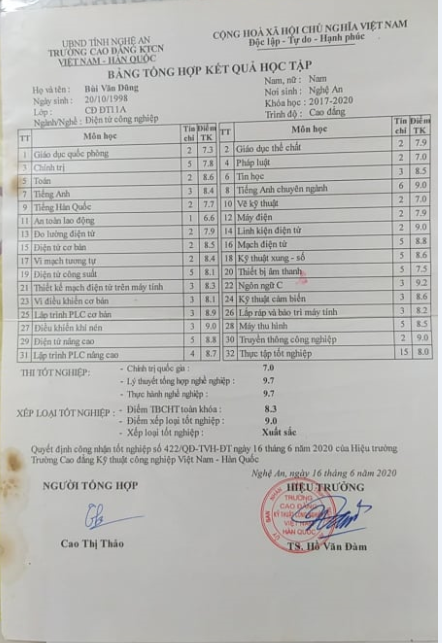 UBND TỈNH NGHỆ AN
TRƯỜNG CAO ĐẲNG KTCN
VIỆT NAM - HÀN QUỐC
CỘNG HOÀ XÃ HỘI CHỦ NGHĨA VIỆT NAM
Độc lập - Tự do - Hạnh phúc
BẢNG TỔNG HỢP KẾT QUẢ HỌC TẬP
Họ và tên : Bùi Văn Dũng
Nam, nữ : Nam
Ngày sinh : 20/10/1998
Nơi sinh : Nghệ An
Lớp : CĐ ĐT11A
Khóa học : 2017-2020
Ngành/Nghề : Điện tử công nghiệp
Trình độ : Cao đẳng
TT Môn học Tín chỉ Điểm TK TT Môn học Tín chỉ Điểm TK
1 Giáo dục quốc phòng 2 7.3 2 Giáo dục thể chất 2 7.9
3 Chính trị 5 7.8 4 Pháp luật 2 7.0
5 Toán 2 8.6 6 Tin học 3 8.5
7 Tiếng Anh 3 8.4 8 Tiếng Anh chuyên ngành 6 9.0
9 Tiếng Hàn Quốc 2 7.7 10 Vẽ kỹ thuật 2 7.0
11 An toàn lao động 1 6.6 12 Máy điện 2 7.9
13 Đo lường điện tử 2 7.9 14 Linh kiện điện tử 2 9.0
15 Điện tử cơ bản 2 8.5 16 Mạch điện tử 5 8.8
17 Vi mạch tương tự 2 8.4 18 Kỹ thuật xung - số 5 8.6
19 Điện tử công suất 5 8.1 20 Thiết bị âm thanh 5 7.5
21 Thiết kế mạch điện tử trên máy tính 3 8.3 22 Ngôn ngữ C 3 9.2
23 Vi điều khiển cơ bản 3 8.1 24 Kỹ thuật cảm biến 3 8.6
25 Lập trình PLC cơ bản 3 8.9 26 Lắp ráp và bảo trì máy tính 3 8.2
27 Điều khiển khí nén 3 9.0 28 Máy thu hình 5 8.5
29 Điện tử nâng cao 5 8.8 30 Truyền thông công nghiệp 2 9.0
31 Lập trình PLC nâng cao 4 8.7 32 Thực tập tốt nghiệp 15 8.0
THI TỐT NGHIỆP: - Chính trị quốc gia : 7.0
- Lý thuyết tổng hợp nghề nghiệp : 9.7
- Thực hành nghề nghiệp : 9.7
XẾP LOẠI TỐT NGHIỆP : - Điểm TBCHT toàn khóa : 8.3
- Điểm xếp loại tốt nghiệp : 9.0
- Xếp loại tốt nghiệp : Xuất sắc
Quyết định công nhận tốt nghiệp số 422/QĐ-TVH-ĐT ngày 16 tháng 6 năm 2020 của Hiệu trưởng
Trường Cao đẳng Kỹ thuật công nghiệp Việt Nam - Hàn Quốc
Nghệ An, ngày 16 tháng 6 năm 2020
NGƯỜI TỔNG HỢP
HIỆU TRƯỞNG
TRƯỜNG
CAO ĐẲNG
KỸ THUẬT CÔNG NGHIỆP
VIỆT NAM
HÀN QUỐC
Cao Thị Thảo
TS. Hồ Văn Đàm